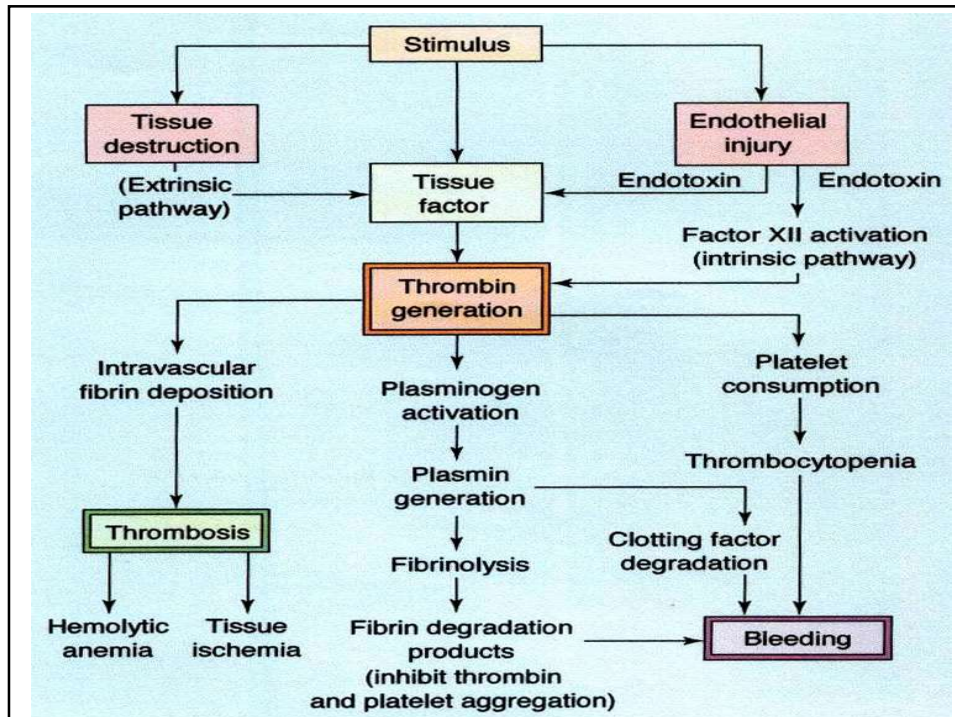 Stimulus
Tissue
destruction
Endothelial
injury
(Extrinsic
pathway)
Tissue
factor
Endotoxin
Endotoxin
Factor XII activation
(intrinsic pathway)
Thrombin
generation
Intravascular
fibrin deposition
Plasminogen
activation
Platelet
consumption
Plasmin
generation
Thrombocytopenia
Thrombosis
Clotting factor
degradation
Fibrinolysis
Hemolytic
anemia
Tissue
ischemia
Fibrin degradation
products
(inhibit thrombin
and platelet aggregation)
Bleeding